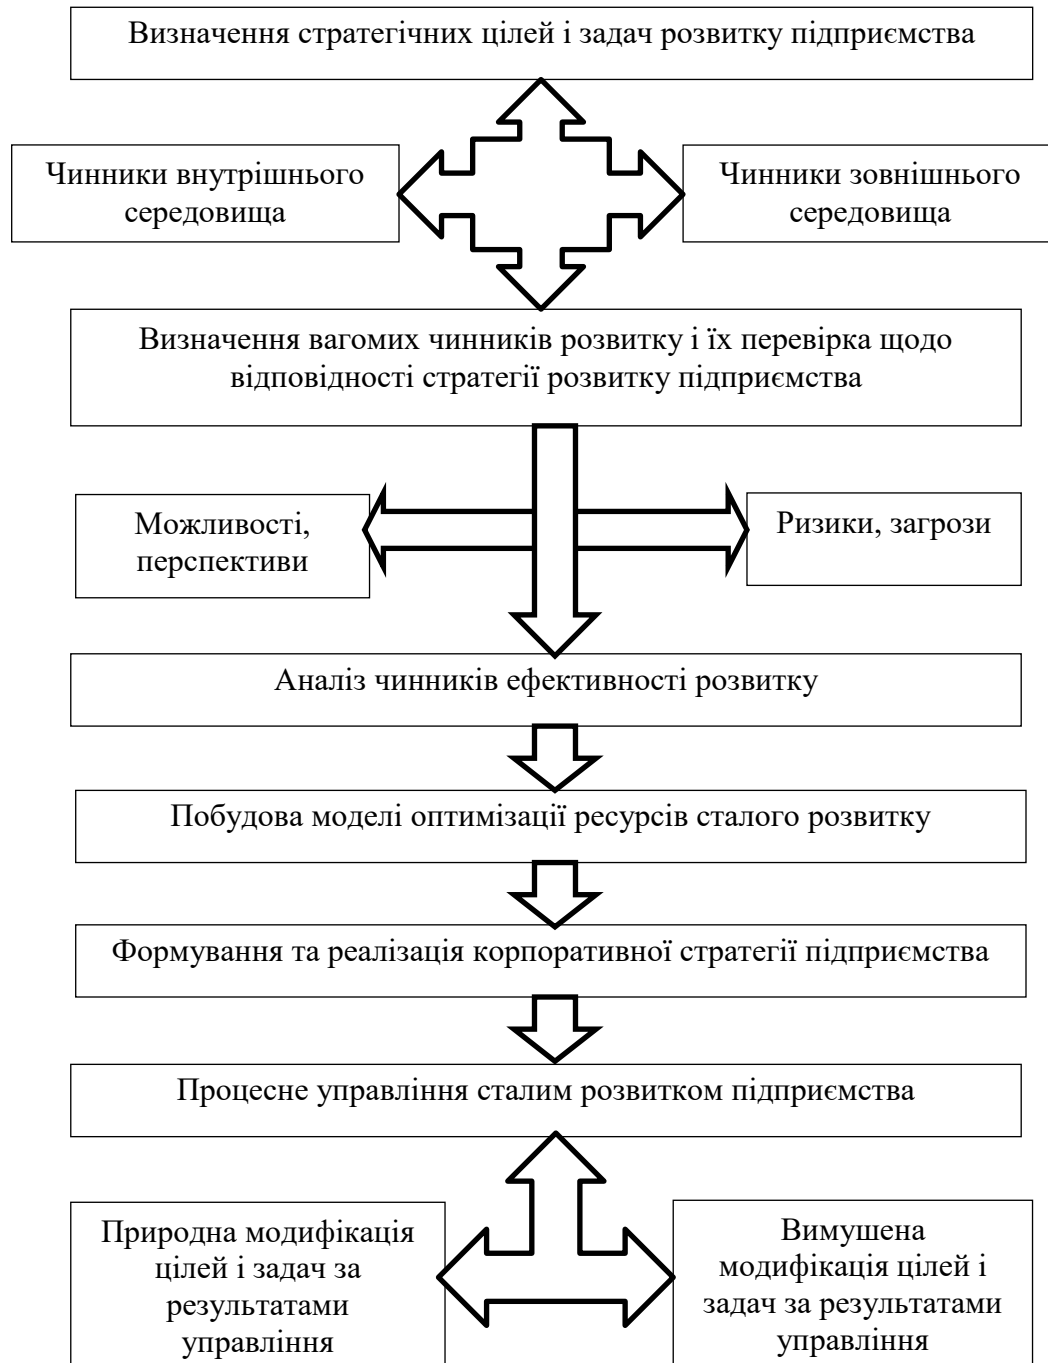 Визначення стратегічних цілей і задач розвитку підприємства
Чинники внутрішнього
середовища
Чинники зовнішнього
середовища
Визначення вагомих чинників розвитку і їх перевірка щодо
відповідності стратегії розвитку підприємства
Можливості,
перспективи
Ризики, загрози
Аналіз чинників ефективності розвитку
Побудова моделі оптимізації ресурсів сталого розвитку
Формування та реалізація корпоративної стратегії підприємства
Процесне управління сталим розвитком підприємства
Природна модифікація
цілей і задач за
результатами
управління
Вимушена
модифікація цілей і
задач за результатами
управління